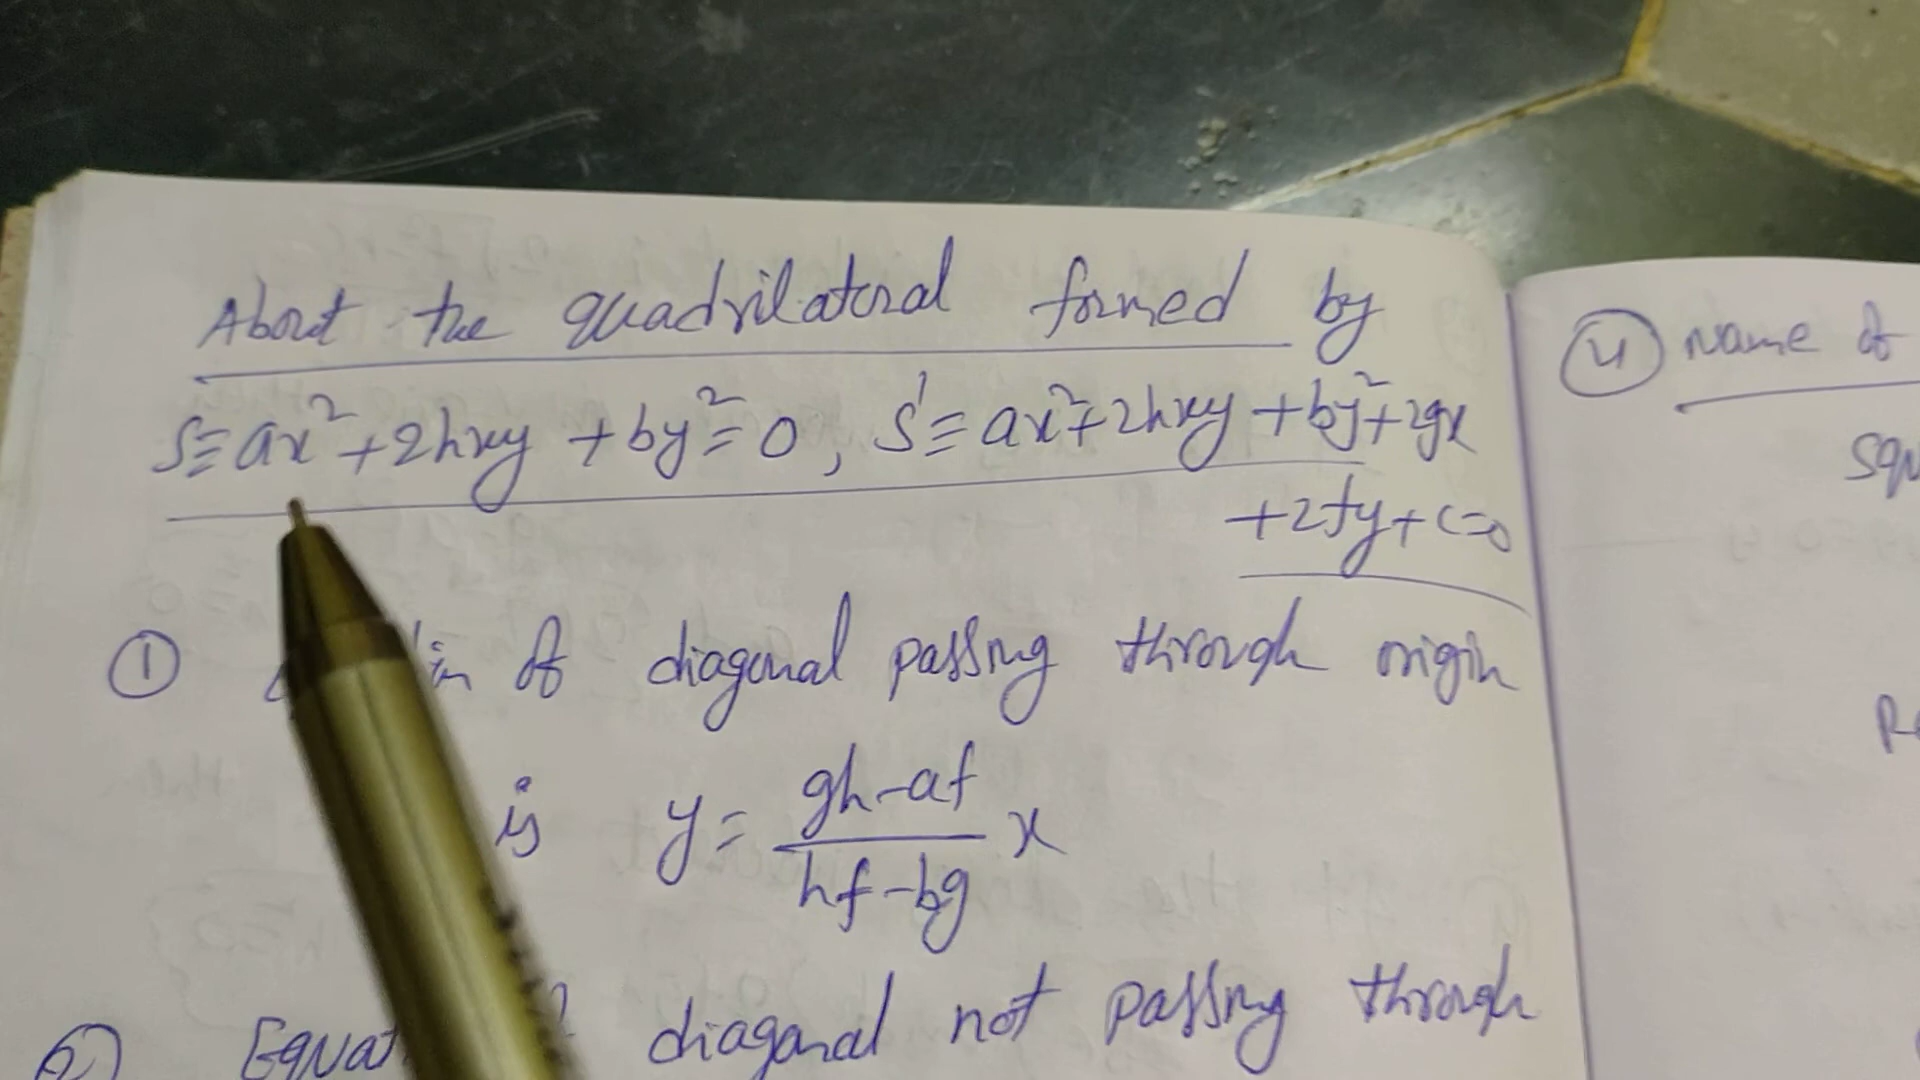 About the quadrilateral formed by
S≡ax²+2hxy+by²=0, S'≡ax²+2hxy+by²+2gx
+2fy+c=0
① of diagonal passing through origin
is y= gh-af / hf-bg x
② diagonal not passing through
④ Name of